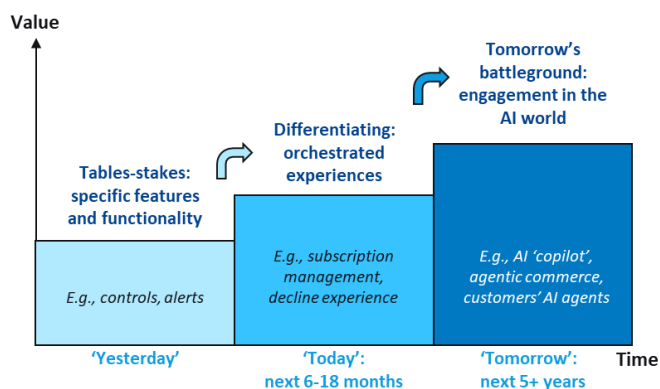 Value
Tomorrow's
battleground:
engagement in the
AI world
Differentiating:
orchestrated
experiences
Tables-stakes:
specific features
and functionality
E.g., controls, alerts
E.g., subscription
management,
decline experience
E.g., AI 'copilot',
agentic commerce,
customers' AI agents
'Yesterday'
'Today':
next 6-18 months
'Tomorrow':
next 5+ years
Time